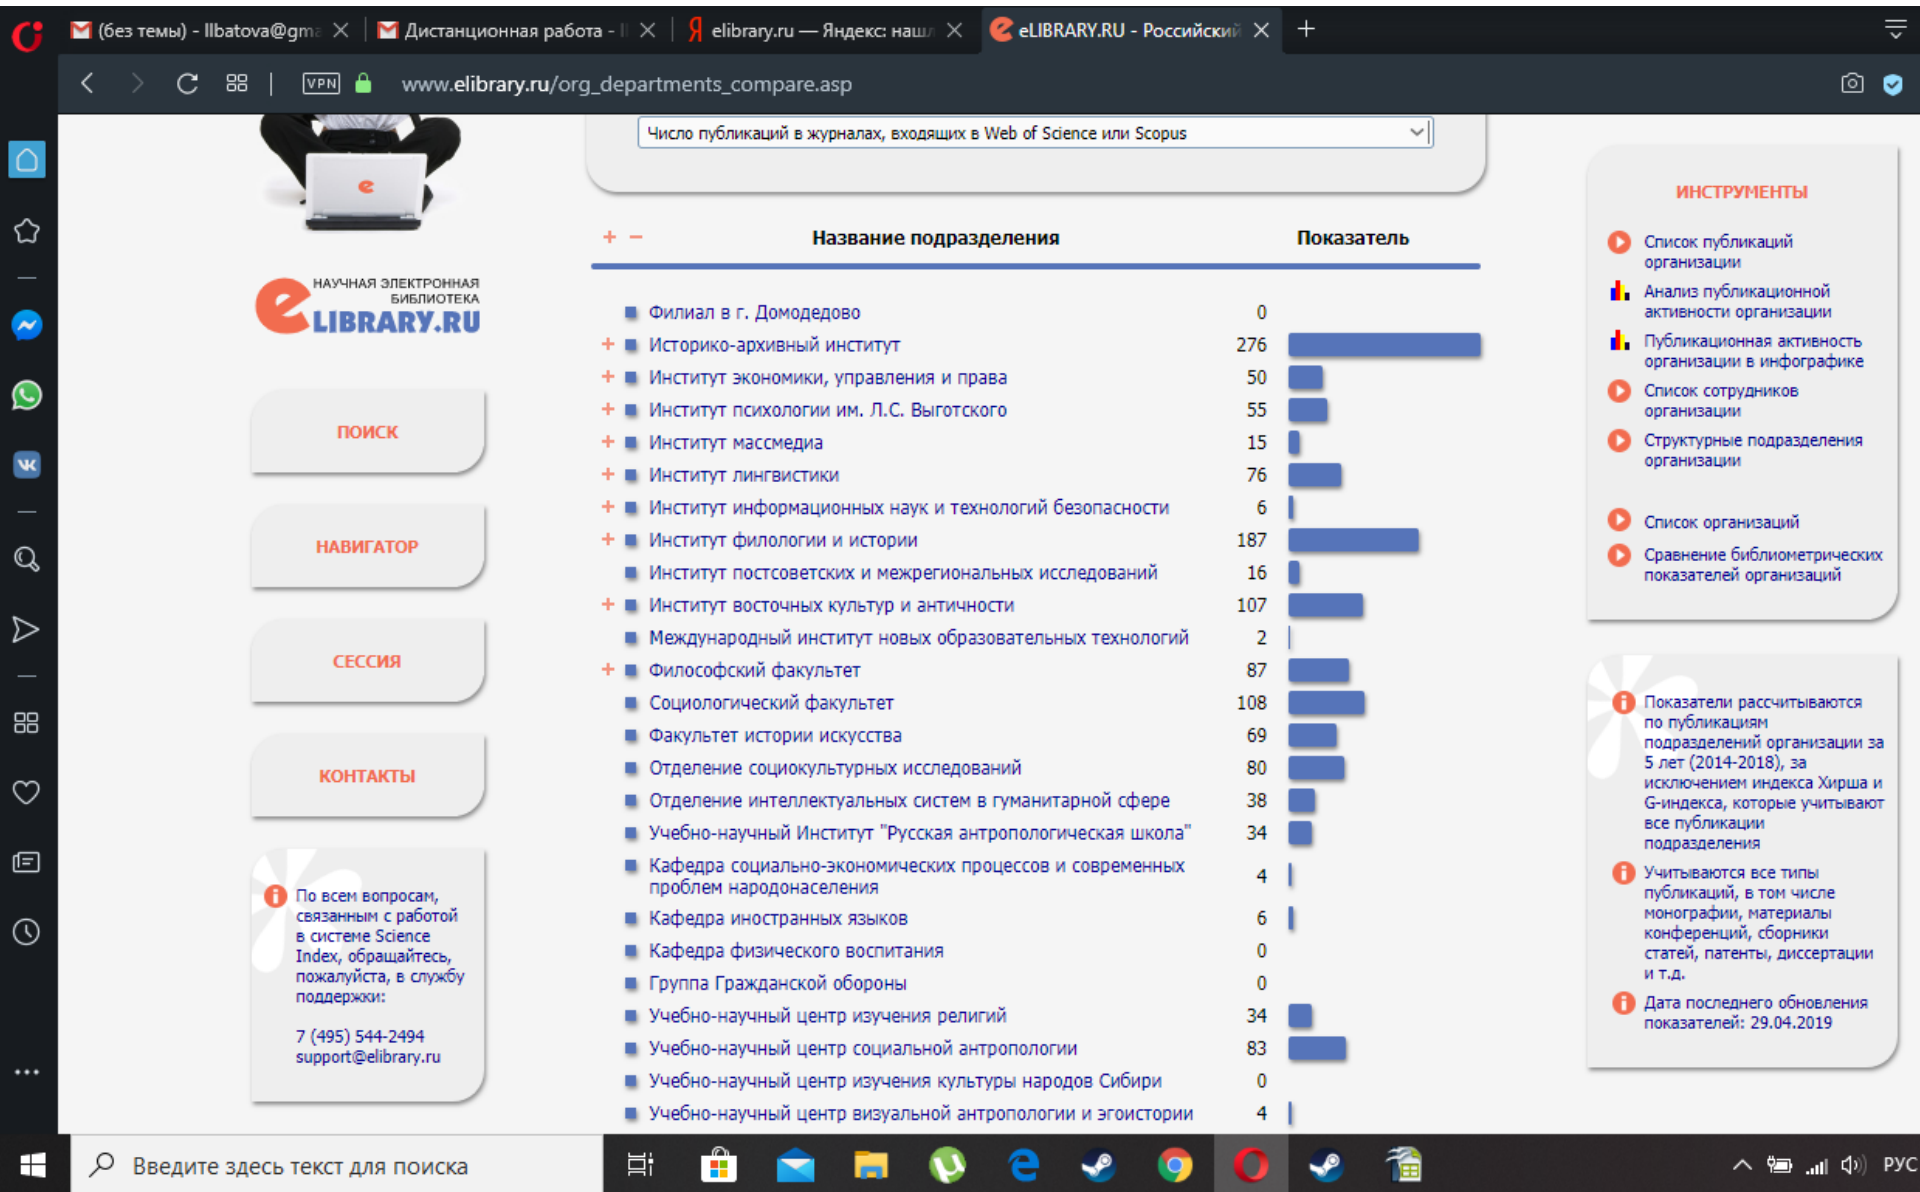 (без темы) - llbatova@gma
Дистанционная работа -
elibrary.ru — Яндекс: наш
eLIBRARY.RU - Российский
VPN
www.elibrary.ru/org_departments_compare.asp
Число публикаций в журналах, входящих в Web of Science или Scopus
НАУЧНАЯ ЭЛЕКТРОННАЯ
БИБЛИОТЕКА
eLIBRARY.RU
ПОИСК
НАВИГАТОР
СЕССИЯ
КОНТАКТЫ
По всем вопросам,
связанным с работой
в системе Science
Index, обращайтесь,
пожалуйста, в службу
поддержки:
7 (495) 544-2494
support@elibrary.ru
+ − Название подразделения Показатель
Филиал в г. Домодедово 0
+ Историко-архивный институт 276
+ Институт экономики, управления и права 50
+ Институт психологии им. Л.С. Выготского 55
+ Институт массмедиа 15
+ Институт лингвистики 76
+ Институт информационных наук и технологий безопасности 6
+ Институт филологии и истории 187
Институт постсоветских и межрегиональных исследований 16
+ Институт восточных культур и античности 107
Международный институт новых образовательных технологий 2
+ Философский факультет 87
Социологический факультет 108
Факультет истории искусства 69
Отделение социокультурных исследований 80
Отделение интеллектуальных систем в гуманитарной сфере 38
Учебно-научный Институт "Русская антропологическая школа" 34
Кафедра социально-экономических процессов и современных
проблем народонаселения 4
Кафедра иностранных языков 6
Кафедра физического воспитания 0
Группа Гражданской обороны 0
Учебно-научный центр изучения религий 34
Учебно-научный центр социальной антропологии 83
Учебно-научный центр изучения культуры народов Сибири 0
Учебно-научный центр визуальной антропологии и эгоистории 4
ИНСТРУМЕНТЫ
Список публикаций
организации
Анализ публикационной
активности организации
Публикационная активность
организации в инфографике
Список сотрудников
организации
Структурные подразделения
организации
Список организаций
Сравнение библиометрических
показателей организаций
Показатели рассчитываются
по публикациям
подразделений организации за
5 лет (2014-2018), за
исключением индекса Хирша и
G-индекса, которые учитывают
все публикации
подразделения
Учитываются все типы
публикаций, в том числе
монографии, материалы
конференций, сборники
статей, патенты, диссертации
и т.д.
Дата последнего обновления
показателей: 29.04.2019
Введите здесь текст для поиска
РУС